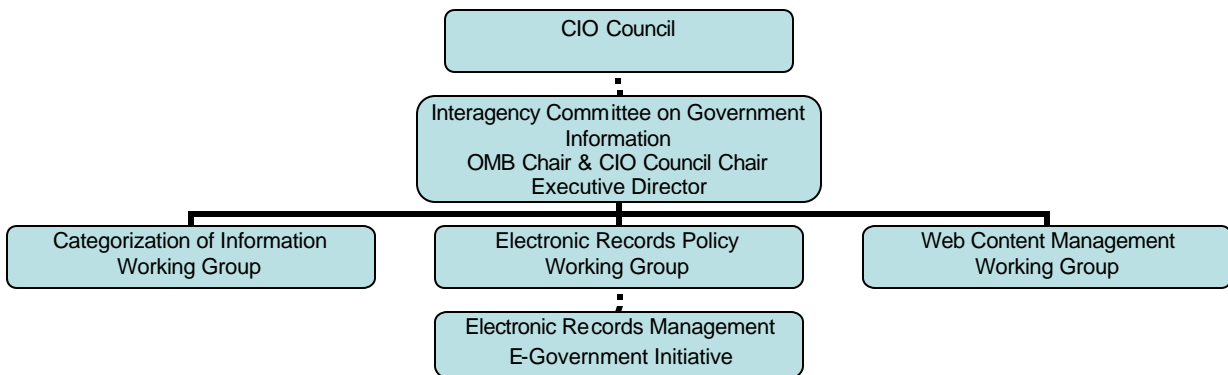 CIO Council
Interagency Committee on Government
Information
OMB Chair & CIO Council Chair
Executive Director
Categorization of Information
Working Group
Electronic Records Policy
Working Group
Web Content Management
Working Group
Electronic Records Management
E-Government Initiative